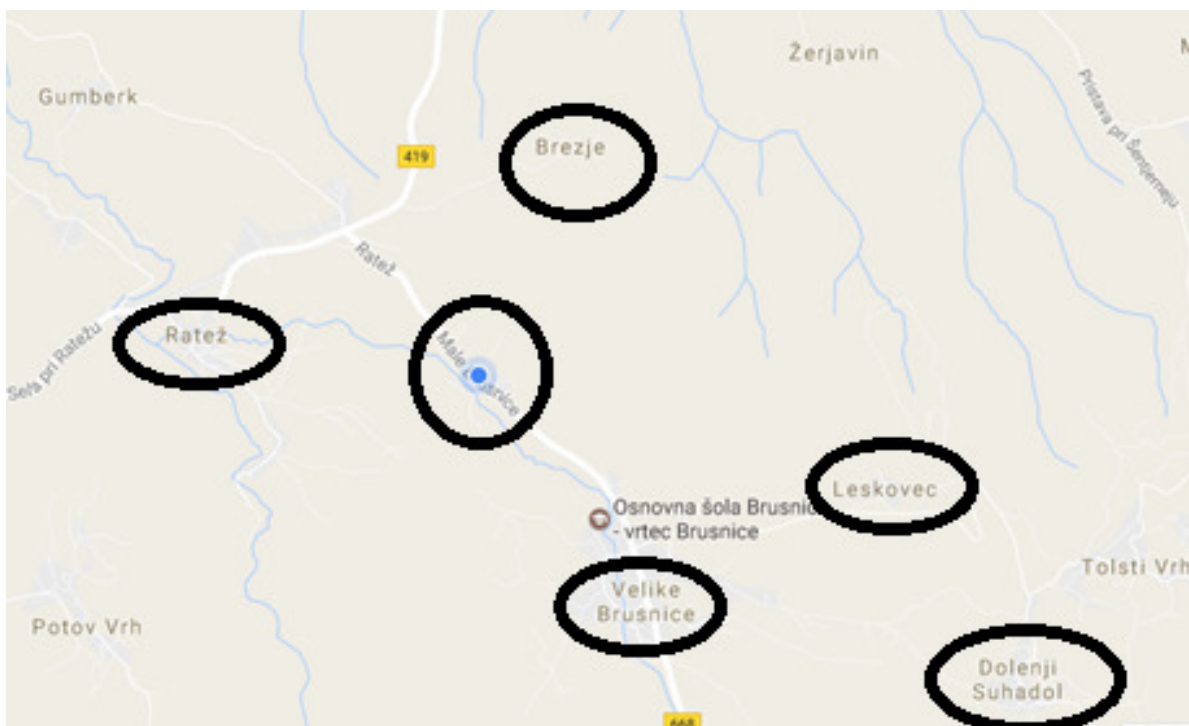 Žerjavin
Gumberk
Pristava pri Šentjerneju
Brezje
419
Ratež
Ratež
Sela pri Ratežu
Male Brusnice
Leskovec
Osnovna šola Brusnic
- vrtec Brusnice
Tolsti Vrh
Velike
Brusnice
Potov Vrh
Dolenji
Suhadol
668